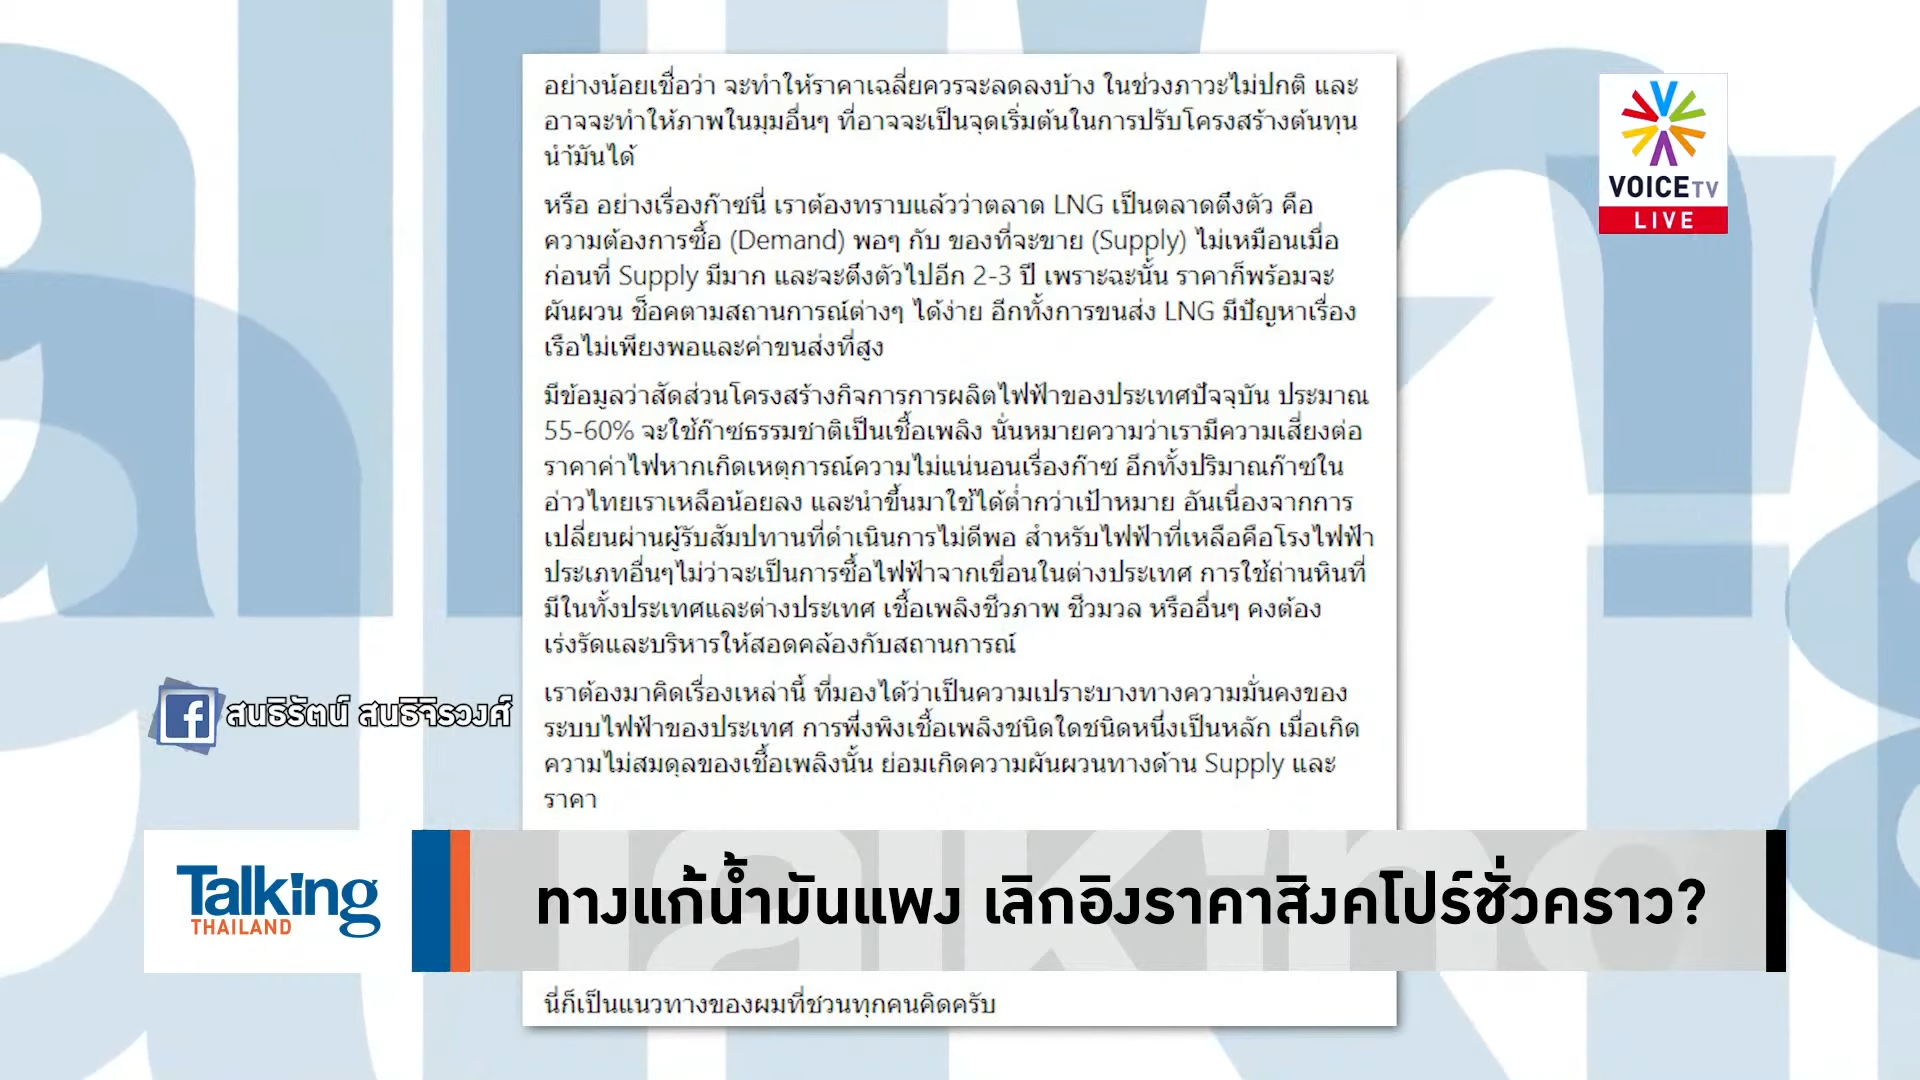 อย่างน้อยเชื่อว่า จะทำให้ราคาเฉลี่ยควรจะลดลงบ้าง ในช่วงภาวะไม่ปกติ และ
อาจจะทำให้ภาพในมุมอื่นๆ ที่อาจจะเป็นจุดเริ่มต้นในการปรับโครงสร้างต้นทุน
นำ้มันได้
หรือ อย่างเรื่องก๊าซนี่ เราต้องทราบแล้วว่าตลาด LNG เป็นตลาดตึงตัว คือ
ความต้องการซื้อ (Demand) พอๆ กับ ของที่จะขาย (Supply) ไม่เหมือนเมื่อ
ก่อนที่ Supply มีมาก และจะตึงตัวไปอีก 2-3 ปี เพราะฉะนั้น ราคาก็พร้อมจะ
ผันผวน ช็อคตามสถานการณ์ต่างๆ ได้ง่าย อีกทั้งการขนส่ง LNG มีปัญหาเรื่อง
เรือไม่เพียงพอและค่าขนส่งที่สูง
มีข้อมูลว่าสัดส่วนโครงสร้างกิจการการผลิตไฟฟ้าของประเทศปัจจุบัน ประมาณ
55-60% จะใช้ก๊าซธรรมชาติเป็นเชื้อเพลิง นั่นหมายความว่าเรามีความเสี่ยงต่อ
ราคาค่าไฟหากเกิดเหตุการณ์ความไม่แน่นอนเรื่องก๊าซ อีกทั้งปริมาณก๊าซใน
อ่าวไทยเราเหลือน้อยลง และนำขึ้นมาใช้ได้ต่ำกว่าเป้าหมาย อันเนื่องจากการ
เปลี่ยนผ่านผู้รับสัมปทานที่ดำเนินการไม่ดีพอ สำหรับไฟฟ้าที่เหลือคือโรงไฟฟ้า
ประเภทอื่นๆไม่ว่าจะเป็นการซื้อไฟฟ้าจากเขื่อนในต่างประเทศ การใช้ถ่านหินที่
มีในทั้งประเทศและต่างประเทศ เชื้อเพลิงชีวภาพ ชีวมวล หรืออื่นๆ คงต้อง
เร่งรัดและบริหารให้สอดคล้องกับสถานการณ์
เราต้องมาคิดเรื่องเหล่านี้ ที่มองได้ว่าเป็นความเปราะบางทางความมั่นคงของ
ระบบไฟฟ้าของประเทศ การพึ่งพิงเชื้อเพลิงชนิดใดชนิดหนึ่งเป็นหลัก เมื่อเกิด
ความไม่สมดุลของเชื้อเพลิงนั้น ย่อมเกิดความผันผวนทางด้าน Supply และ
ราคา
นี่ก็เป็นแนวทางของผมที่ชวนทุกคนคิดครับ
สนธิรัตน์ สนธิจิรวงศ์
VOICE TV
LIVE
Talking
THAILAND
ทางแก้น้ำมันแพง เลิกอิงราคาสิงคโปร์ชั่วคราว?